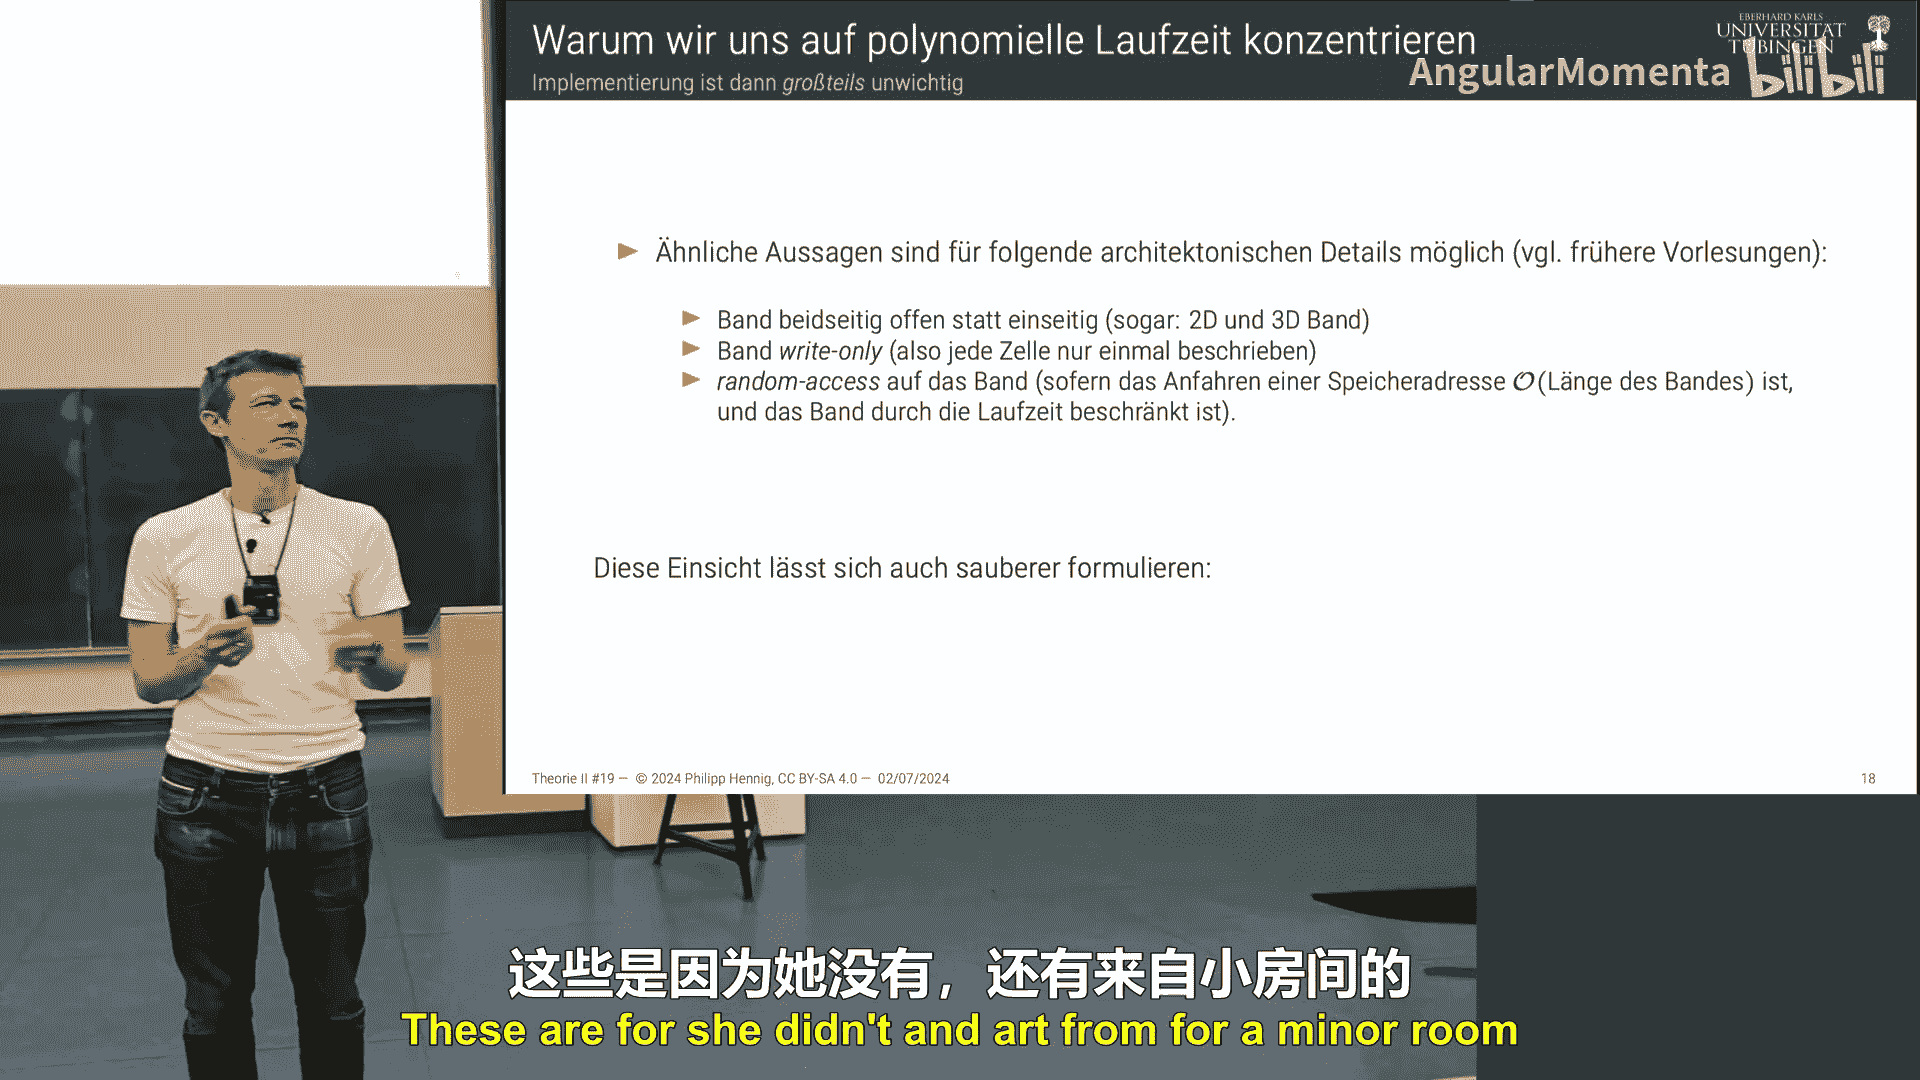 Warum wir uns auf polynomielle Laufzeit konzentrieren
Implementierung ist dann großteils unwichtig
EBERHARD KARLS
UNIVERSITÄT
TÜBINGEN
AngularMomenta
bilibili
Ähnliche Aussagen sind für folgende architektonischen Details möglich (vgl. frühere Vorlesungen):
Band beidseitig offen statt einseitig (sogar: 2D und 3D Band)
Band write-only (also jede Zelle nur einmal beschrieben)
random-access auf das Band (sofern das Anfahren einer Speicheradresse 𝒪(Länge des Bandes) ist,
und das Band durch die Laufzeit beschränkt ist).
Diese Einsicht lässt sich auch sauberer formulieren:
Theorie II #19 — © 2024 Philipp Hennig, CC BY-SA 4.0 — 02/07/2024
18
这些是因为她没有，还有来自小房间的
These are for she didn't and art from for a minor room